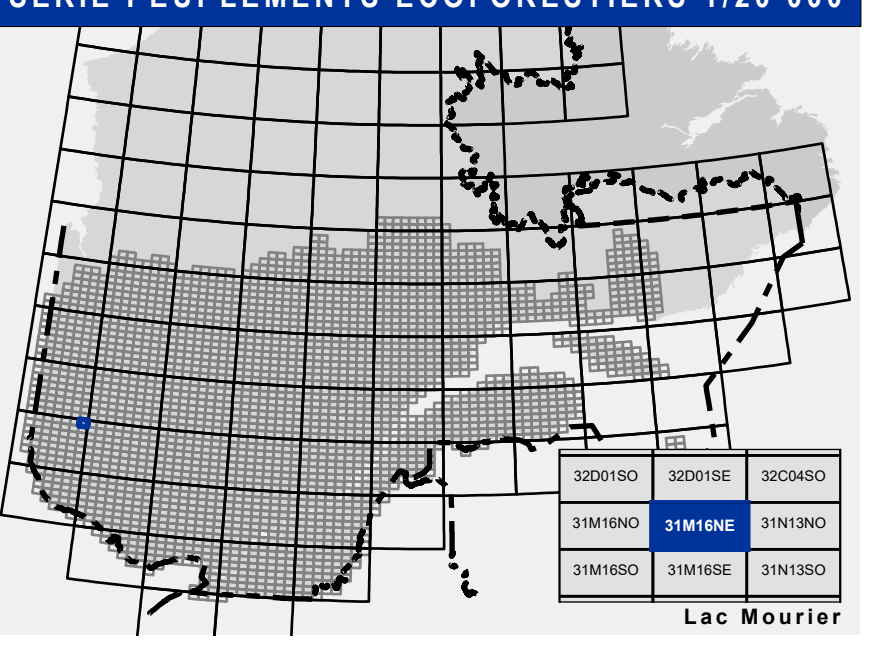 SÉRIE PEUPLEMENTS ÉCOFORESTIERS 1/20 000
32D01SO 32D01SE 32C04SO
31M16NO 31M16NE 31N13NO
31M16SO 31M16SE 31N13SO
Lac Mourier